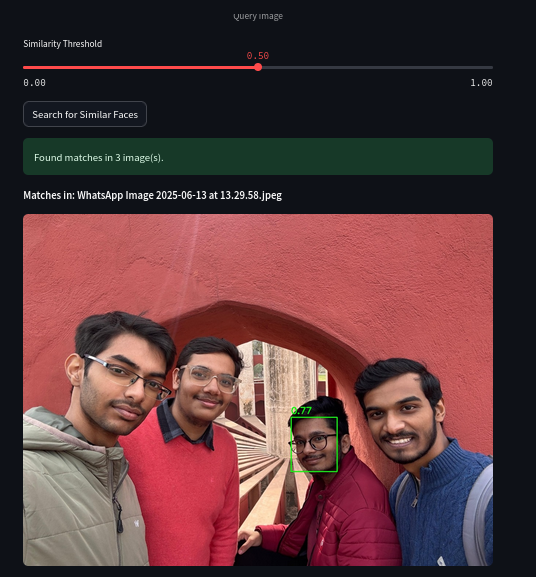 Query Image
Similarity Threshold
0.50
0.00
1.00
Search for Similar Faces
Found matches in 3 image(s).
Matches in: WhatsApp Image 2025-06-13 at 13.29.58.jpeg
0.77